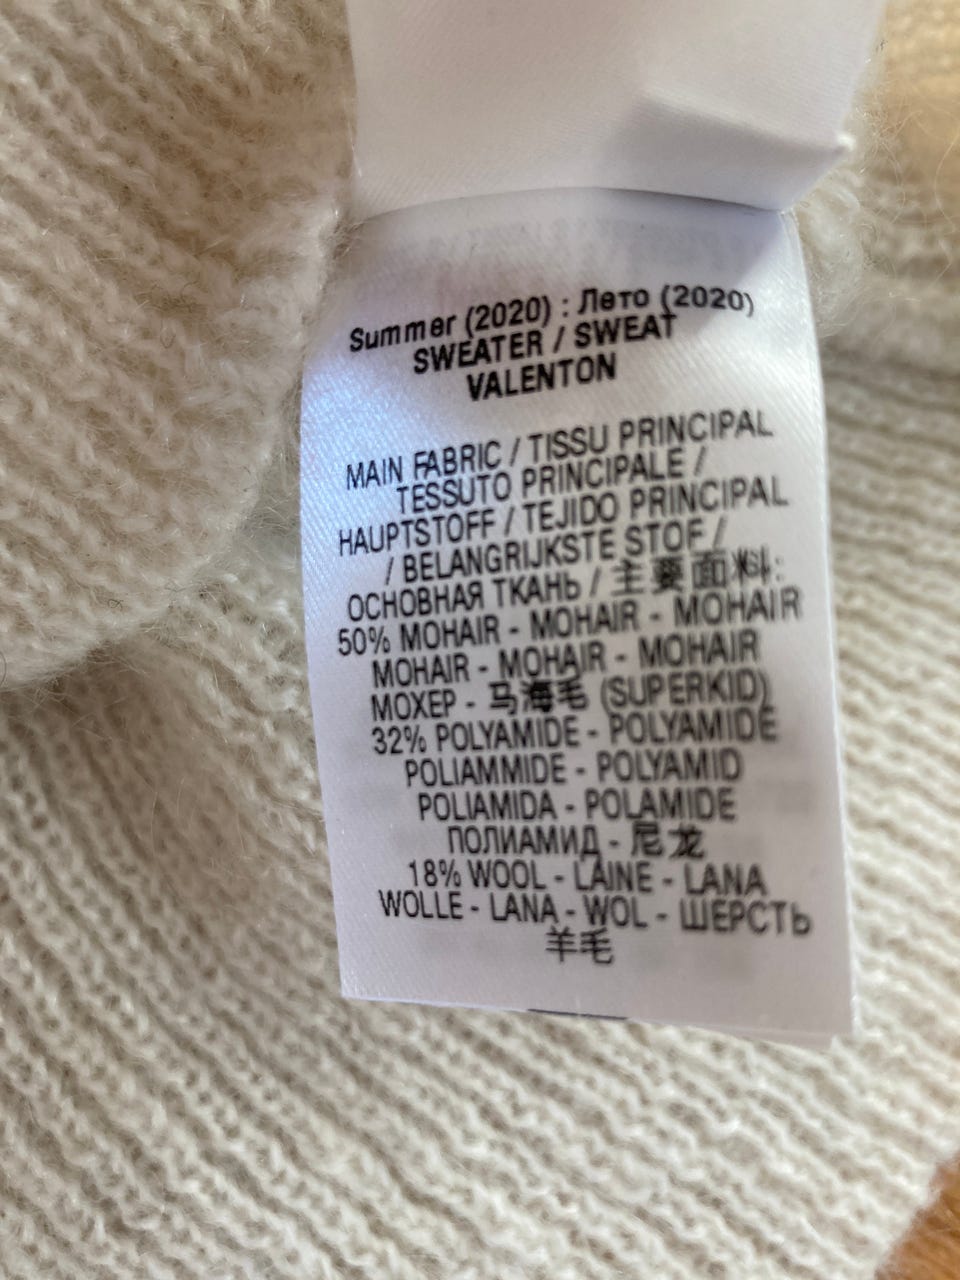 Summer (2020) : Лето (2020)
SWEATER / SWEAT
VALENTON
MAIN FABRIC / TISSU PRINCIPAL
TESSUTO PRINCIPALE /
HAUPTSTOFF / TEJIDO PRINCIPAL
/ BELANGRIJKSTE STOF /
ОСНОВНАЯ ТКАНЬ / 主要面料:
50% MOHAIR - MOHAIR - MOHAIR
MOHAIR - MOHAIR - MOHAIR
МОХЕР - 马海毛 (SUPERKID)
32% POLYAMIDE - POLYAMIDE
POLIAMMIDE - POLYAMID
POLIAMIDA - POLAMIDE
ПОЛИАМИД - 尼龙
18% WOOL - LAINE - LANA
WOLLE - LANA - WOL - ШЕРСТЬ
羊毛